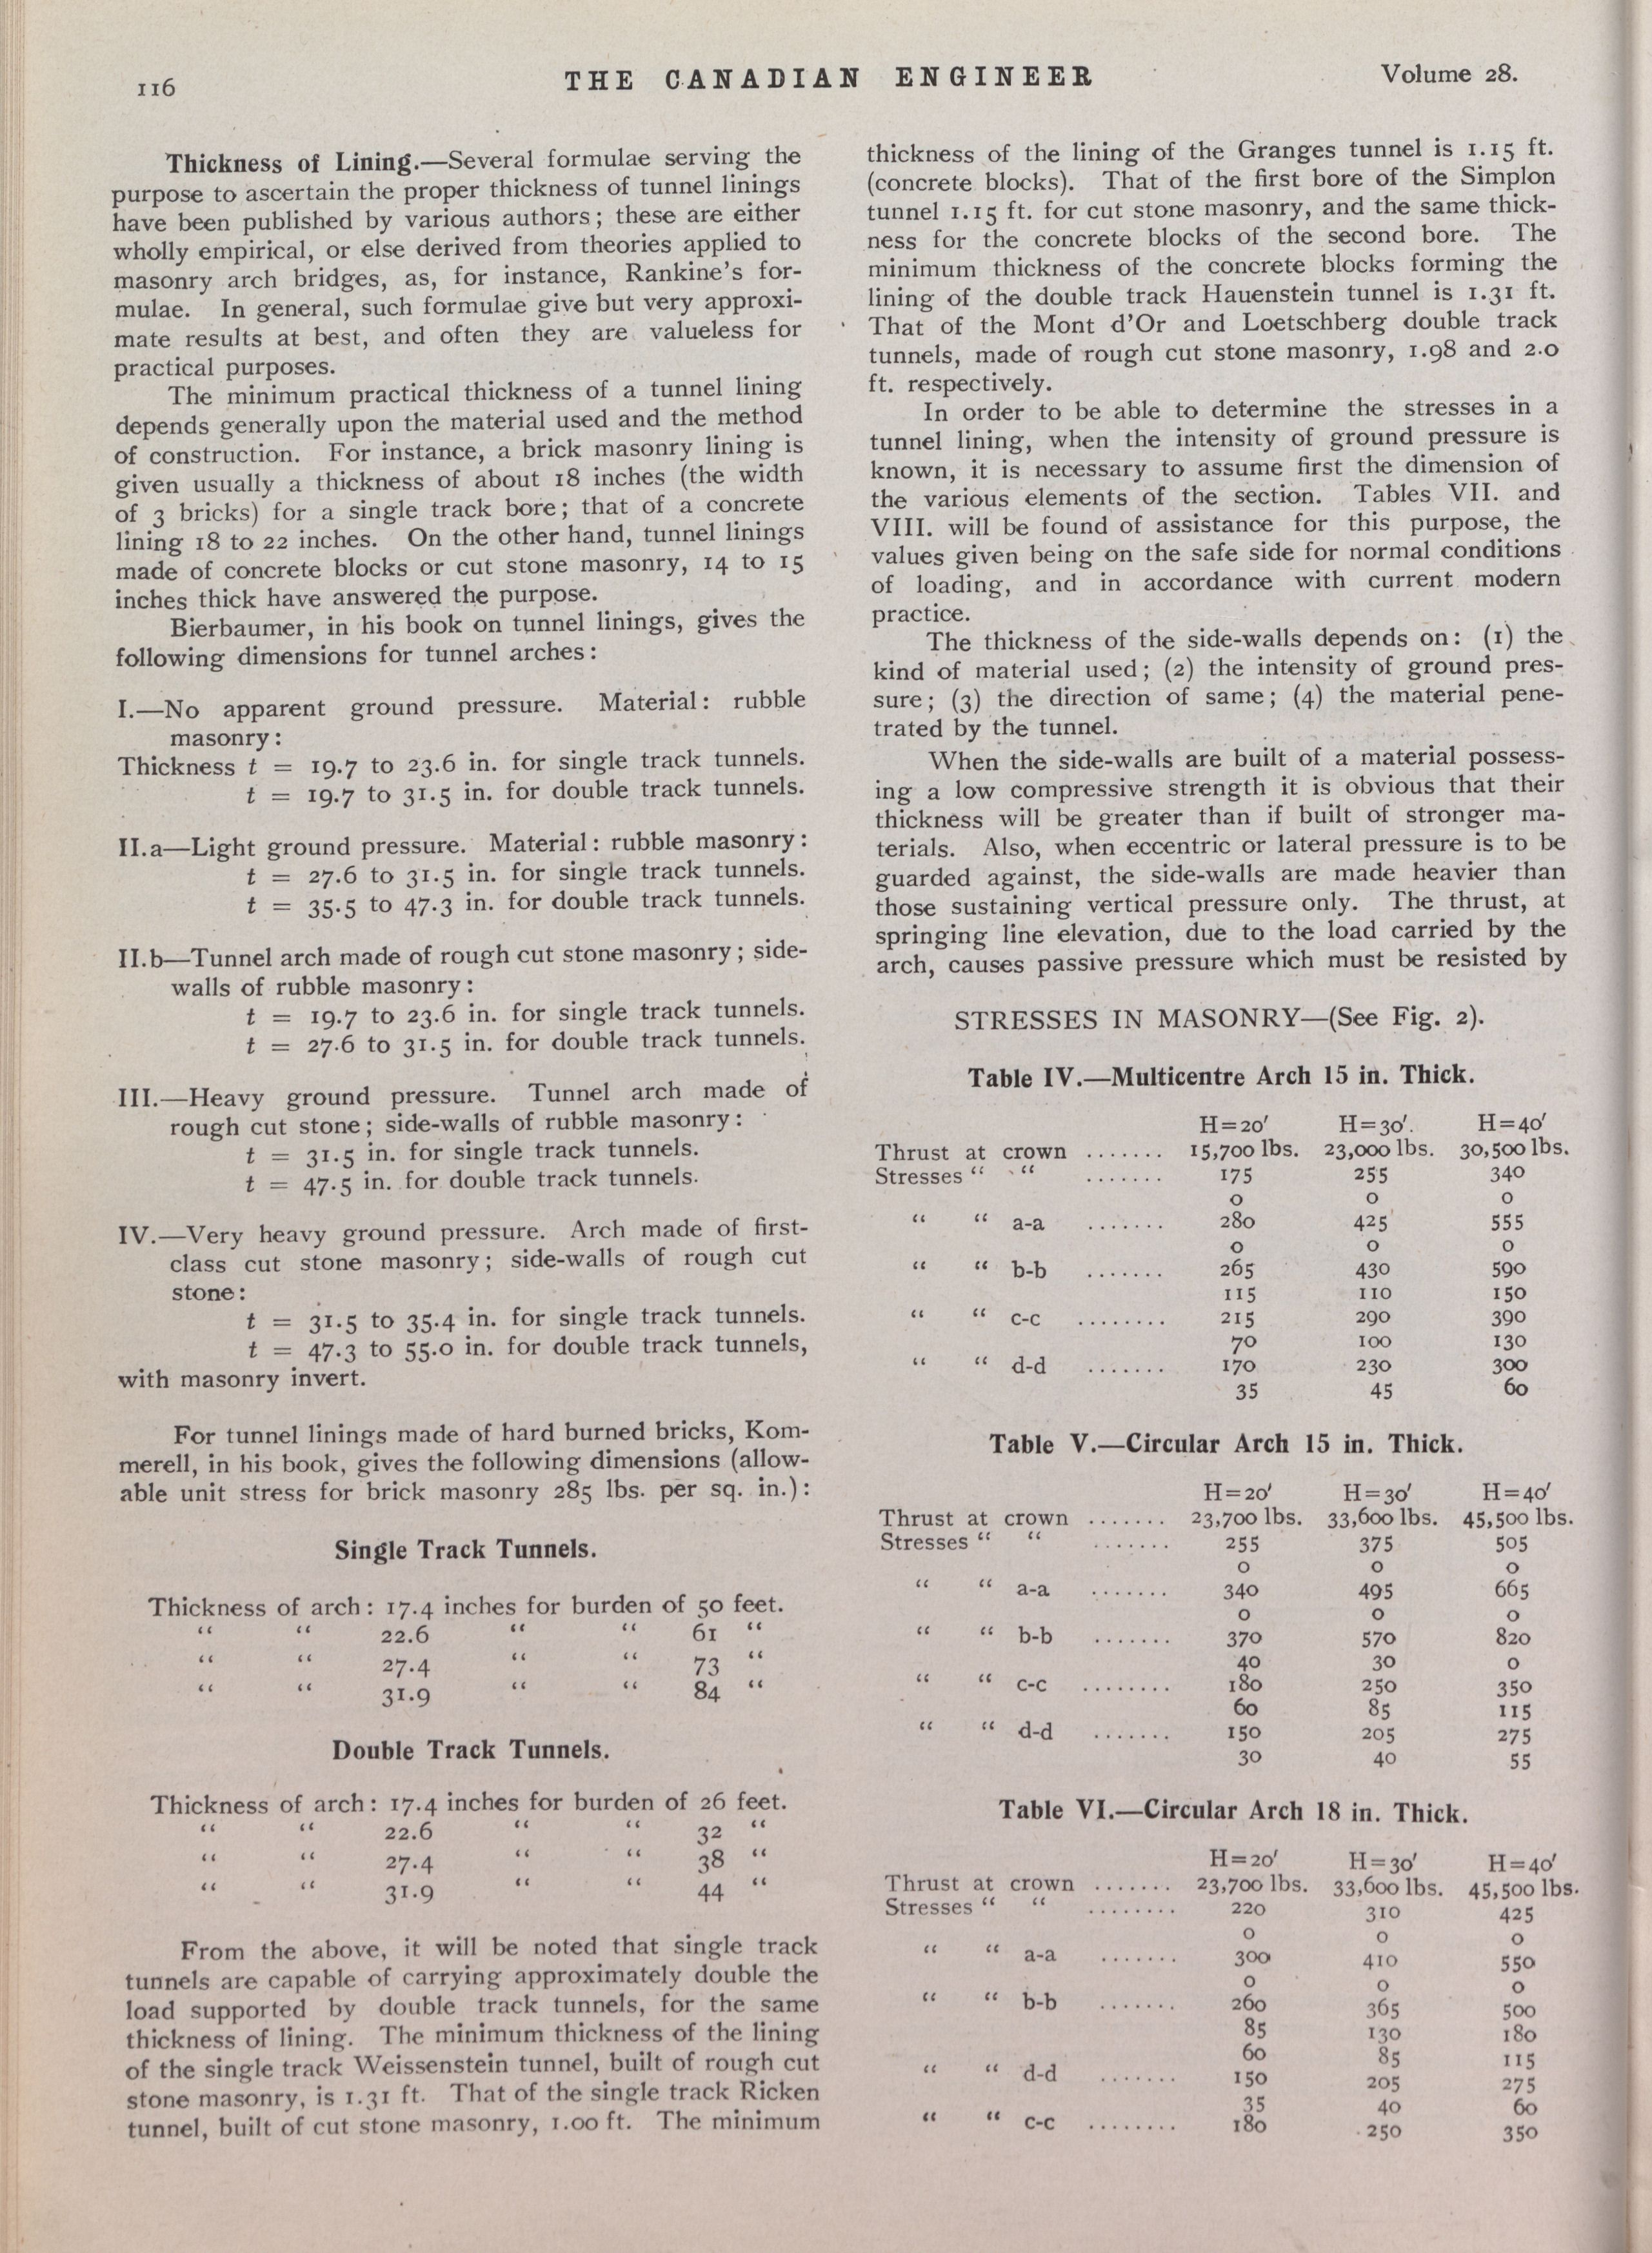 116
THE CANADIAN ENGINEER
Volume 28.
Thickness of Lining.—Several formulae serving the
purpose to ascertain the proper thickness of tunnel linings
have been published by various authors; these are either
wholly empirical, or else derived from theories applied to
masonry arch bridges, as, for instance, Rankine's for-
mulae. In general, such formulae give but very approxi-
mate results at best, and often they are valueless for
practical purposes.
The minimum practical thickness of a tunnel lining
depends generally upon the material used and the method
of construction. For instance, a brick masonry lining is
given usually a thickness of about 18 inches (the width
of 3 bricks) for a single track bore; that of a concrete
lining 18 to 22 inches. On the other hand, tunnel linings
made of concrete blocks or cut stone masonry, 14 to 15
inches thick have answered the purpose.
Bierbaumer, in his book on tunnel linings, gives the
following dimensions for tunnel arches:
I.—No apparent ground pressure. Material: rubble
masonry:
Thickness t = 19.7 to 23.6 in. for single track tunnels.
t = 19.7 to 31.5 in. for double track tunnels.
II.a—Light ground pressure. Material: rubble masonry:
t = 27.6 to 31.5 in. for single track tunnels.
t = 35.5 to 47.3 in. for double track tunnels.
II.b—Tunnel arch made of rough cut stone masonry; side-
walls of rubble masonry:
t = 19.7 to 23.6 in. for single track tunnels.
t = 27.6 to 31.5 in. for double track tunnels.
III.—Heavy ground pressure. Tunnel arch made of
rough cut stone; side-walls of rubble masonry:
t = 31.5 in. for single track tunnels.
t = 47.5 in. for double track tunnels.
IV.—Very heavy ground pressure. Arch made of first-
class cut stone masonry; side-walls of rough cut
stone:
t = 31.5 to 35.4 in. for single track tunnels.
t = 47.3 to 55.0 in. for double track tunnels,
with masonry invert.
For tunnel linings made of hard burned bricks, Kom-
merell, in his book, gives the following dimensions (allow-
able unit stress for brick masonry 285 lbs. per sq. in.):
Single Track Tunnels.
Thickness of arch: 17.4 inches for burden of 50 feet.
“ “ 22.6 “ “ 61 “
“ “ 27.4 “ “ 73 “
“ “ 31.9 “ “ 84 “
Double Track Tunnels.
Thickness of arch: 17.4 inches for burden of 26 feet.
“ “ 22.6 “ “ 32 “
“ “ 27.4 “ “ 38 “
“ “ 31.9 “ “ 44 “
From the above, it will be noted that single track
tunnels are capable of carrying approximately double the
load supported by double track tunnels, for the same
thickness of lining. The minimum thickness of the lining
of the single track Weissenstein tunnel, built of rough cut
stone masonry, is 1.31 ft. That of the single track Ricken
tunnel, built of cut stone masonry, 1.00 ft. The minimum
thickness of the lining of the Granges tunnel is 1.15 ft.
(concrete blocks). That of the first bore of the Simplon
tunnel 1.15 ft. for cut stone masonry, and the same thick-
ness for the concrete blocks of the second bore. The
minimum thickness of the concrete blocks forming the
lining of the double track Hauenstein tunnel is 1.31 ft.
That of the Mont d'Or and Loetschberg double track
tunnels, made of rough cut stone masonry, 1.98 and 2.0
ft. respectively.
In order to be able to determine the stresses in a
tunnel lining, when the intensity of ground pressure is
known, it is necessary to assume first the dimension of
the various elements of the section. Tables VII. and
VIII. will be found of assistance for this purpose, the
values given being on the safe side for normal conditions
of loading, and in accordance with current modern
practice.
The thickness of the side-walls depends on: (1) the
kind of material used; (2) the intensity of ground pres-
sure; (3) the direction of same; (4) the material pene-
trated by the tunnel.
When the side-walls are built of a material possess-
ing a low compressive strength it is obvious that their
thickness will be greater than if built of stronger ma-
terials. Also, when eccentric or lateral pressure is to be
guarded against, the side-walls are made heavier than
those sustaining vertical pressure only. The thrust, at
springing line elevation, due to the load carried by the
arch, causes passive pressure which must be resisted by
STRESSES IN MASONRY—(See Fig. 2).
Table IV.—Multicentre Arch 15 in. Thick.
H=20' H=30'. H=40'
Thrust at crown ....... 15,700 lbs. 23,000 lbs. 30,500 lbs.
Stresses “ “ ....... 175 255 340
0 0 0
“ “ a-a ....... 280 425 555
0 0 0
“ “ b-b ....... 265 430 590
115 110 150
“ “ c-c ........ 215 290 390
70 100 130
“ “ d-d ....... 170 230 300
35 45 60
Table V.—Circular Arch 15 in. Thick.
H=20' H=30' H=40'
Thrust at crown ....... 23,700 lbs. 33,600 lbs. 45,500 lbs.
Stresses “ “ ....... 255 375 505
0 0 0
“ “ a-a ....... 340 495 665
0 0 0
“ “ b-b ....... 370 570 820
40 30 0
“ “ c-c ........ 180 250 350
60 85 115
“ “ d-d ....... 150 205 275
30 40 55
Table VI.—Circular Arch 18 in. Thick.
H=20' H=30' H=40'
Thrust at crown ....... 23,700 lbs. 33,600 lbs. 45,500 lbs.
Stresses “ “ ........ 220 310 425
0 0 0
“ “ a-a ....... 300 410 550
0 0 0
“ “ b-b ....... 260 365 500
85 130 180
60 85 115
“ “ d-d ....... 150 205 275
35 40 60
“ “ c-c ........ 180 250 350